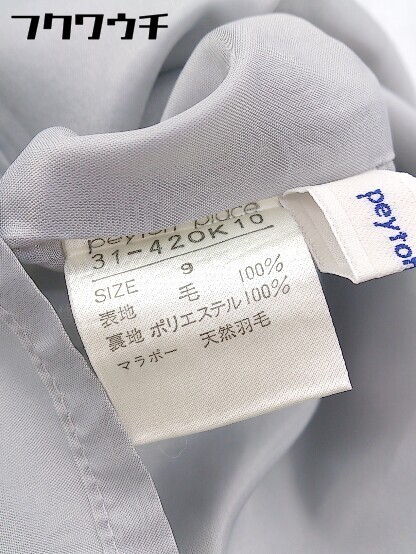 フクワウチ
peyton place
31-420K10
SIZE 9
表地 毛 100%
裏地 ポリエステル100%
マラボー 天然羽毛
peyton